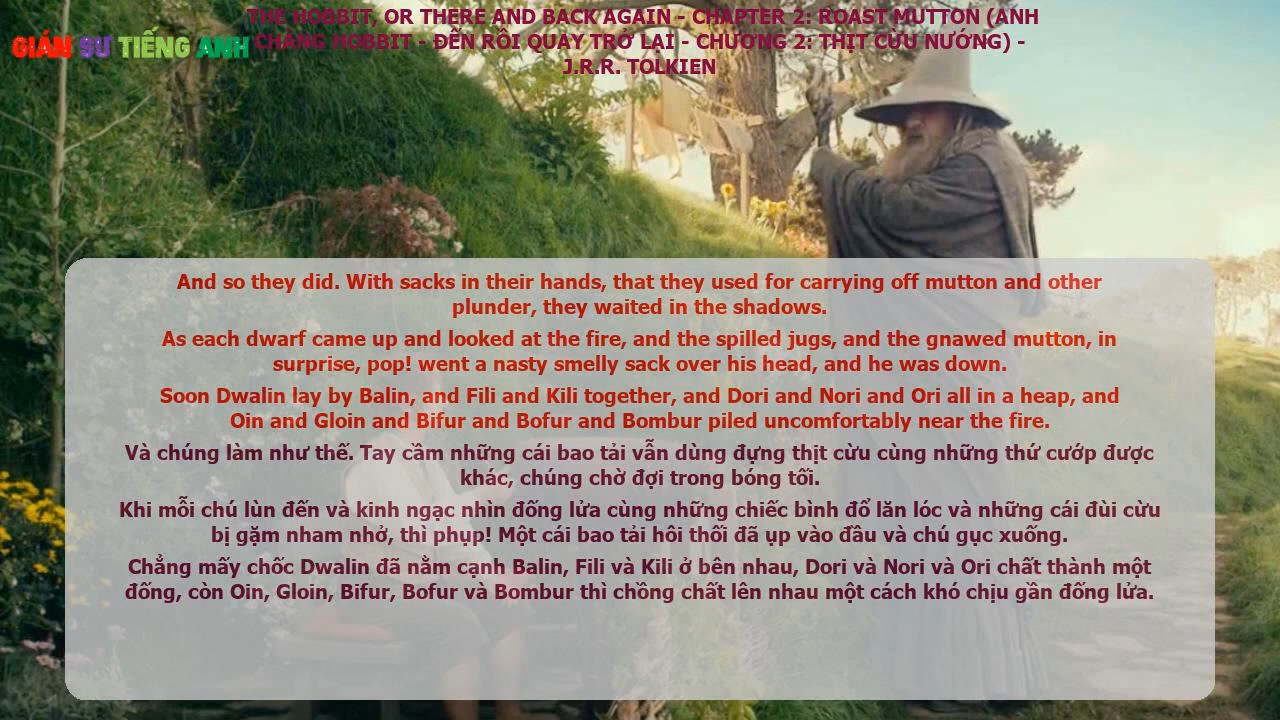 THE HOBBIT, OR THERE AND BACK AGAIN - CHAPTER 2: ROAST MUTTON (ANH
CHÀNG HOBBIT - ĐẾN RỒI QUAY TRỞ LẠI - CHƯƠNG 2: THỊT CỪU NƯỚNG) -
J.R.R. TOLKIEN
GIÁN SƯ TIẾNG ANH
And so they did. With sacks in their hands, that they used for carrying off mutton and other
plunder, they waited in the shadows.
As each dwarf came up and looked at the fire, and the spilled jugs, and the gnawed mutton, in
surprise, pop! went a nasty smelly sack over his head, and he was down.
Soon Dwalin lay by Balin, and Fili and Kili together, and Dori and Nori and Ori all in a heap, and
Oin and Gloin and Bifur and Bofur and Bombur piled uncomfortably near the fire.
Và chúng làm như thế. Tay cầm những cái bao tải vẫn dùng đựng thịt cừu cùng những thứ cướp được
khác, chúng chờ đợi trong bóng tối.
Khi mỗi chú lùn đến và kinh ngạc nhìn đống lửa cùng những chiếc bình đổ lăn lóc và những cái đùi cừu
bị gặm nham nhở, thì phụp! Một cái bao tải hôi thối đã ụp vào đầu và chú gục xuống.
Chẳng mấy chốc Dwalin đã nằm cạnh Balin, Fili và Kili ở bên nhau, Dori và Nori và Ori chất thành một
đống, còn Oin, Gloin, Bifur, Bofur và Bombur thì chồng chất lên nhau một cách khó chịu gần đống lửa.